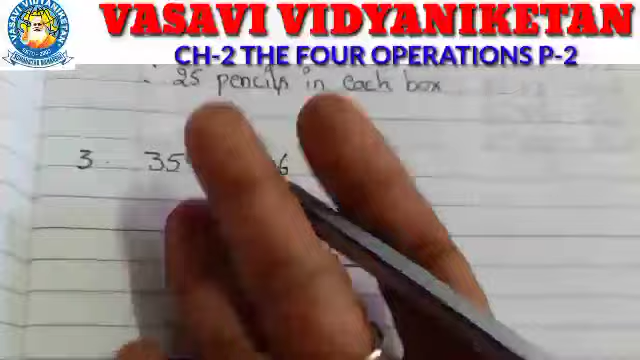 VASAVI VIDYANIKETAN
CH-2 THE FOUR OPERATIONS P-2
25 pencils in each box
3. 35